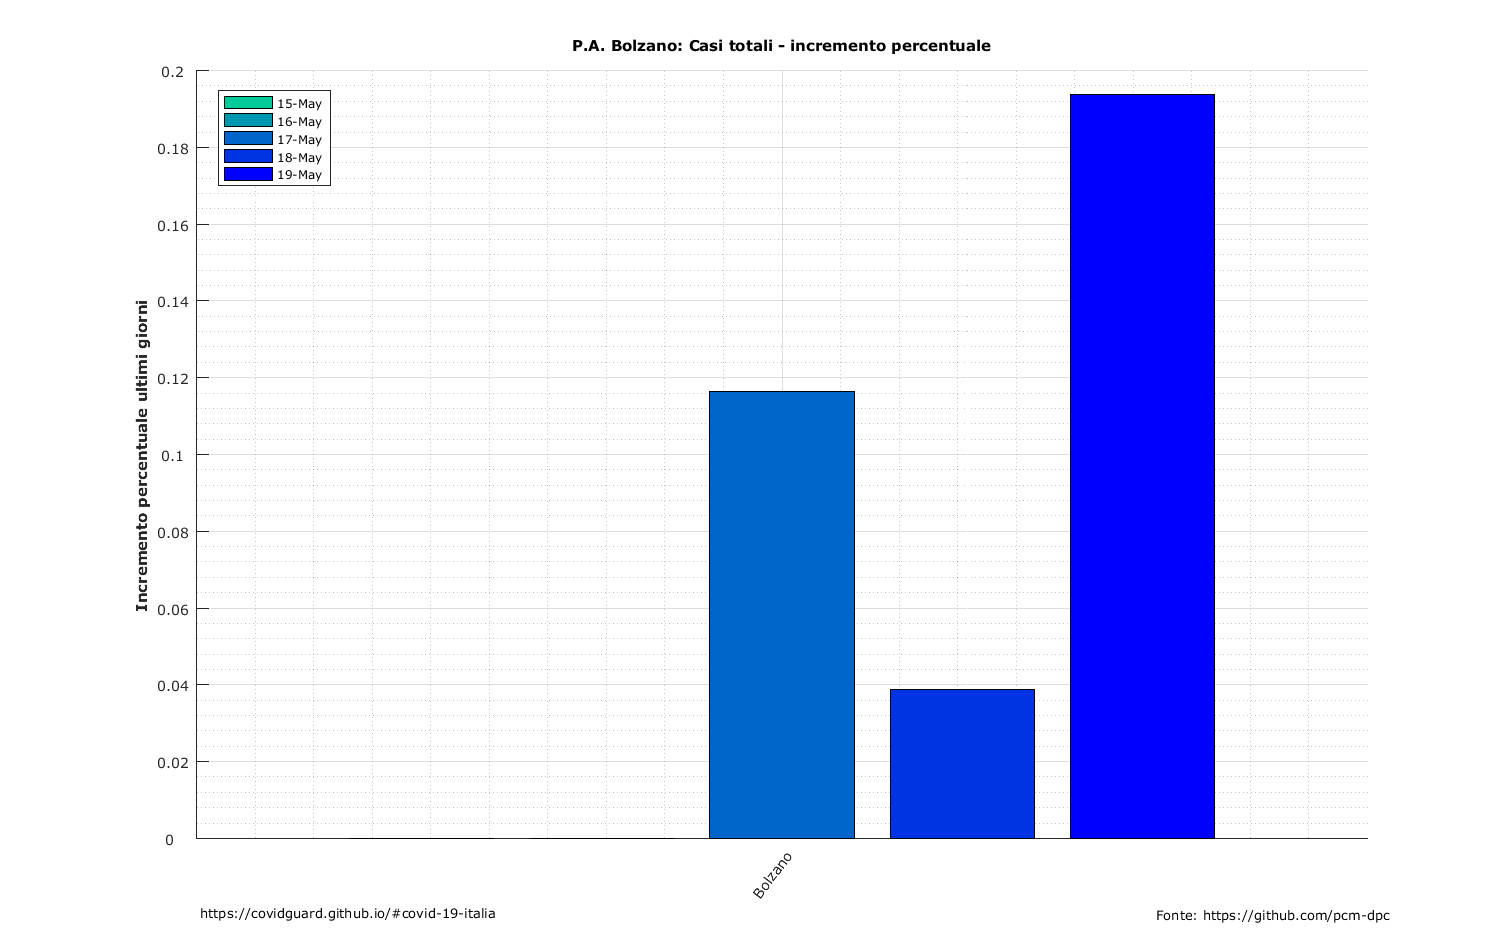 P.A. Bolzano: Casi totali - incremento percentuale
0.2
0.18
0.16
0.14
0.12
0.1
0.08
0.06
0.04
0.02
0
Incremento percentuale ultimi giorni
15-May
16-May
17-May
18-May
19-May
Bolzano
https://covidguard.github.io/#covid-19-italia
Fonte: https://github.com/pcm-dpc